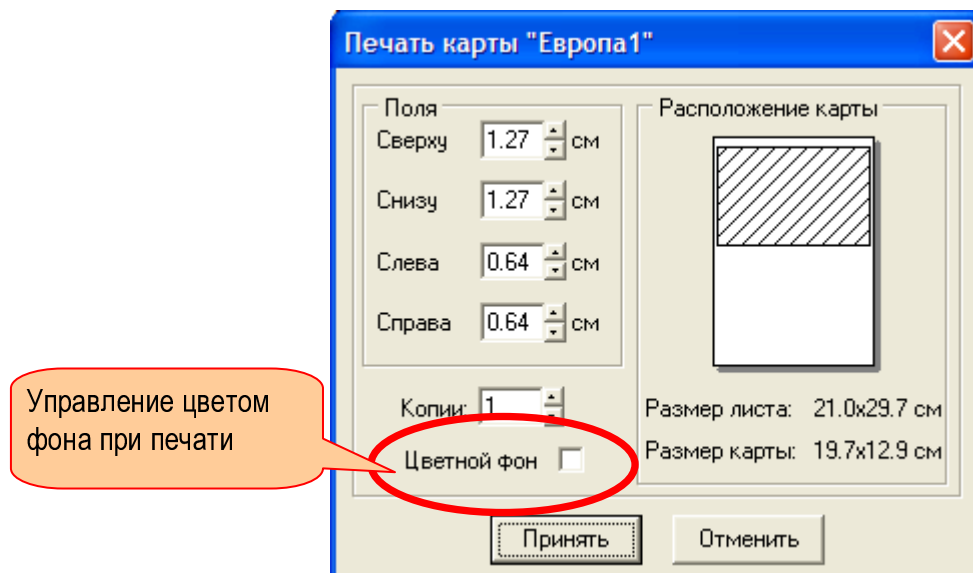 Печать карты "Европа1"
Поля
Сверху 1.27 см
Снизу 1.27 см
Слева 0.64 см
Справа 0.64 см
Копии: 1
Цветной фон
Расположение карты
Размер листа: 21.0x29.7 см
Размер карты: 19.7x12.9 см
Принять Отменить
Управление цветом
фона при печати